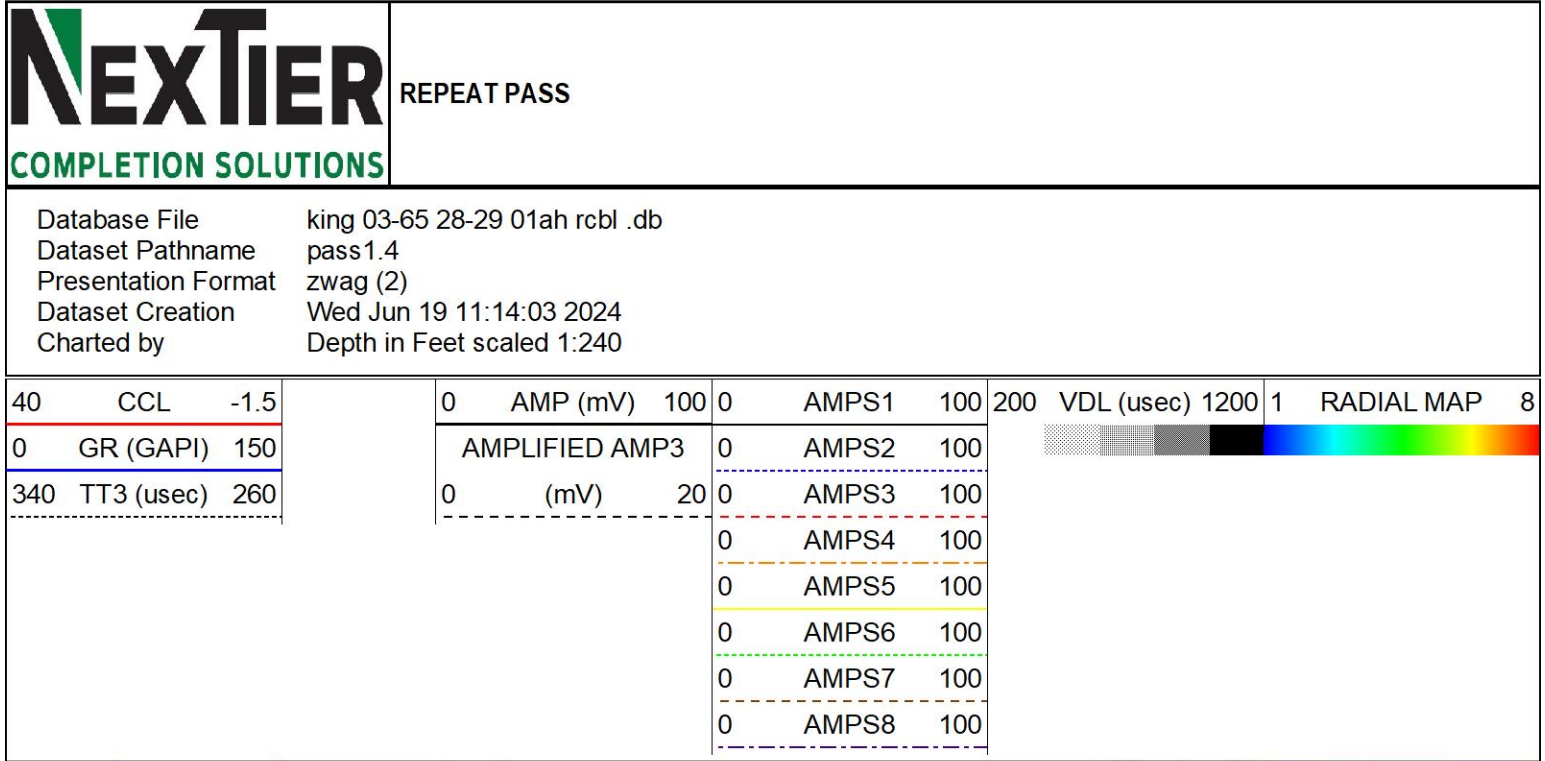 NEXTIER
COMPLETION SOLUTIONS
REPEAT PASS
Database File king 03-65 28-29 01ah rcbl .db
Dataset Pathname pass1.4
Presentation Format zwag (2)
Dataset Creation Wed Jun 19 11:14:03 2024
Charted by Depth in Feet scaled 1:240
40 CCL -1.5 0 AMP (mV) 100 0 AMPS1 100 200 VDL (usec) 1200 1 RADIAL MAP 8
0 GR (GAPI) 150 AMPLIFIED AMP3 0 AMPS2 100
340 TT3 (usec) 260 0 (mV) 20 0 AMPS3 100
0 AMPS4 100
0 AMPS5 100
0 AMPS6 100
0 AMPS7 100
0 AMPS8 100